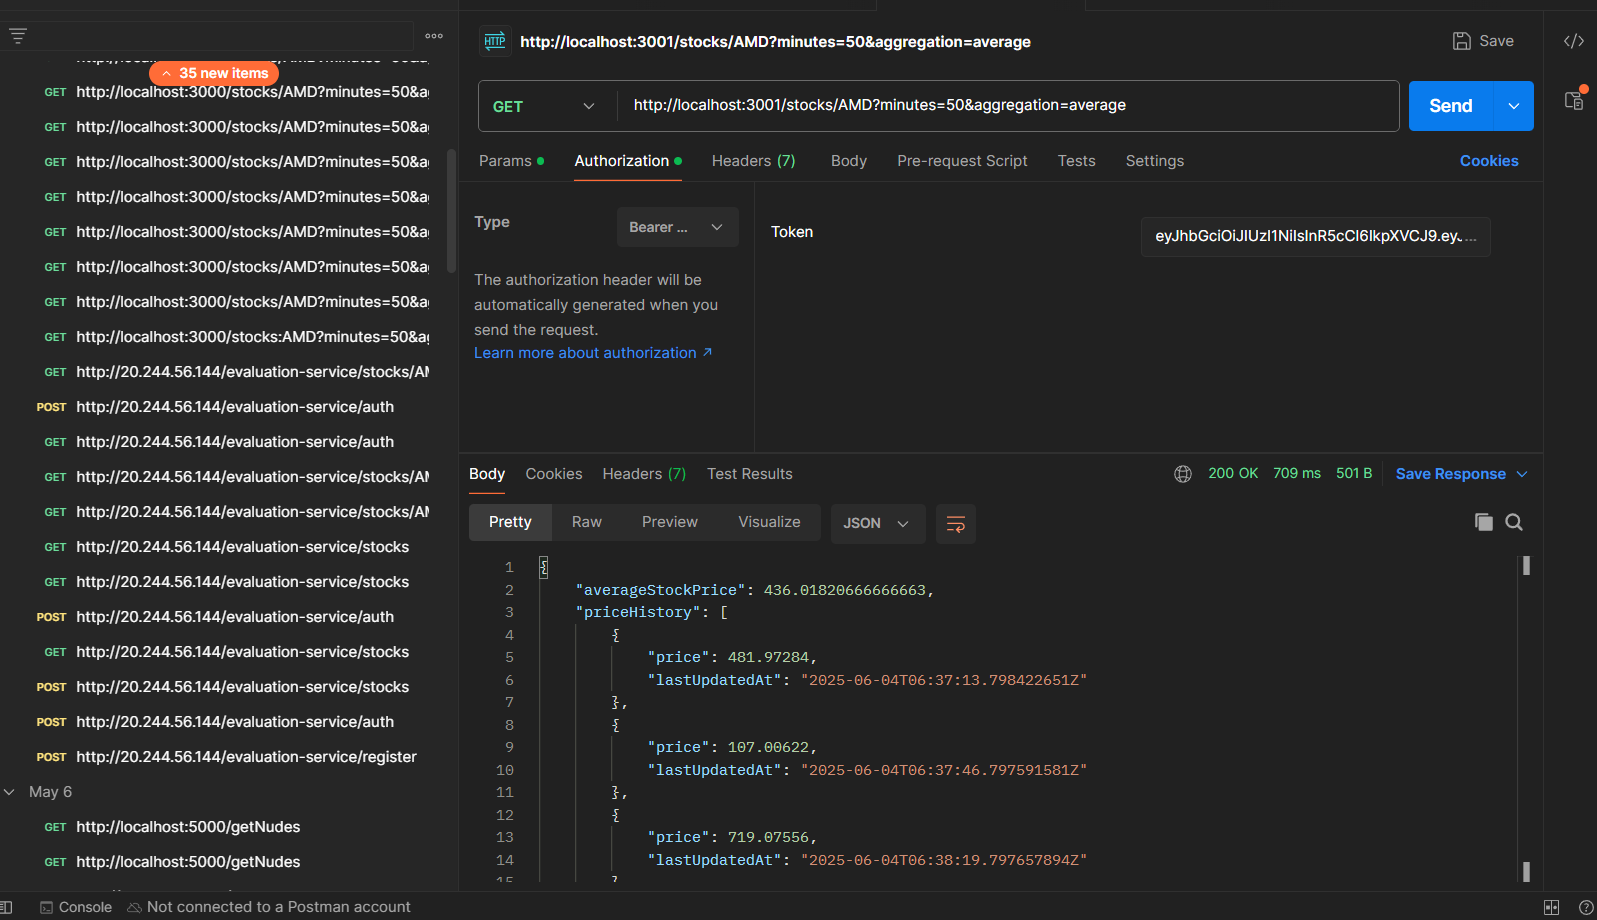 35 new items
GET http://localhost:3000/stocks/AMD?minutes=50&a
GET http://localhost:3000/stocks/AMD?minutes=50&a
GET http://localhost:3000/stocks/AMD?minutes=50&a
GET http://localhost:3000/stocks/AMD?minutes=50&a
GET http://localhost:3000/stocks/AMD?minutes=50&a
GET http://localhost:3000/stocks/AMD?minutes=50&a
GET http://localhost:3000/stocks/AMD?minutes=50&a
GET http://localhost:3000/stocks:AMD?minutes=50&a
GET http://20.244.56.144/evaluation-service/stocks/A
POST http://20.244.56.144/evaluation-service/auth
GET http://20.244.56.144/evaluation-service/auth
GET http://20.244.56.144/evaluation-service/stocks/A
GET http://20.244.56.144/evaluation-service/stocks/A
GET http://20.244.56.144/evaluation-service/stocks
GET http://20.244.56.144/evaluation-service/stocks
POST http://20.244.56.144/evaluation-service/auth
GET http://20.244.56.144/evaluation-service/stocks
POST http://20.244.56.144/evaluation-service/stocks
POST http://20.244.56.144/evaluation-service/auth
POST http://20.244.56.144/evaluation-service/register
May 6
GET http://localhost:5000/getNudes
GET http://localhost:5000/getNudes
HTTP http://localhost:3001/stocks/AMD?minutes=50&aggregation=average
Save
GET http://localhost:3001/stocks/AMD?minutes=50&aggregation=average
Send
Params Authorization Headers (7) Body Pre-request Script Tests Settings Cookies
Type Bearer ...
The authorization header will be
automatically generated when you
send the request.
Learn more about authorization ↗
Token eyJhbGciOiJIUzI1NiIsInR5cCI6IkpXVCJ9.eyJ...
Body Cookies Headers (7) Test Results 200 OK 709 ms 501 B Save Response
Pretty Raw Preview Visualize JSON
1 {
2 "averageStockPrice": 436.01820666666663,
3 "priceHistory": [
4 {
5 "price": 481.97284,
6 "lastUpdatedAt": "2025-06-04T06:37:13.798422651Z"
7 },
8 {
9 "price": 107.00622,
10 "lastUpdatedAt": "2025-06-04T06:37:46.797591581Z"
11 },
12 {
13 "price": 719.07556,
14 "lastUpdatedAt": "2025-06-04T06:38:19.797657894Z"
15 }
Console Not connected to a Postman account